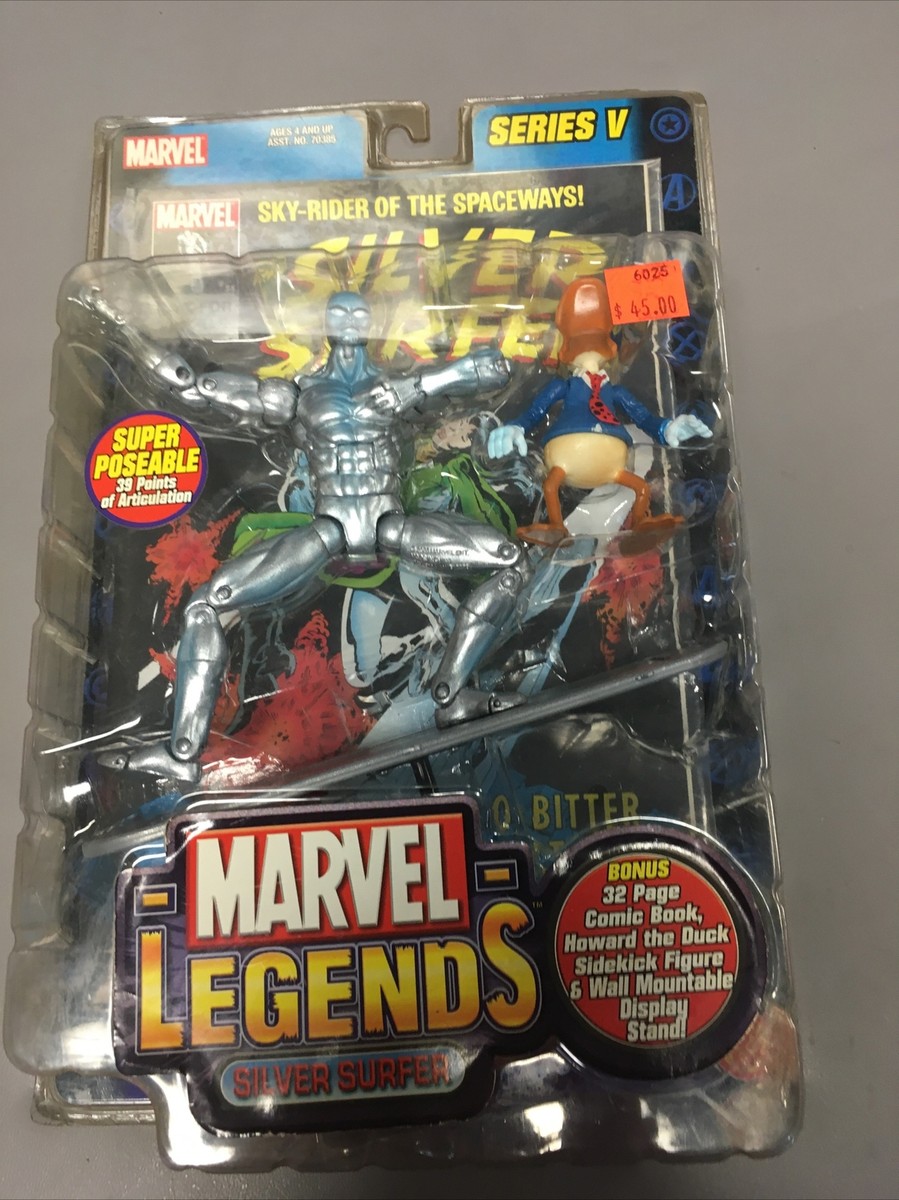 MARVEL
AGES 4 AND UP
ASST. NO. 70385
SERIES V
MARVEL
SKY-RIDER OF THE SPACEWAYS!
SILVER
SURFE
6025
$ 45.00
SUPER
POSEABLE
39 Points
of Articulation
O BITTER
MARVEL
LEGENDS™
SILVER SURFER
BONUS
32 Page
Comic Book,
Howard the Duck
Sidekick Figure
& Wall Mountable
Display
Stand!